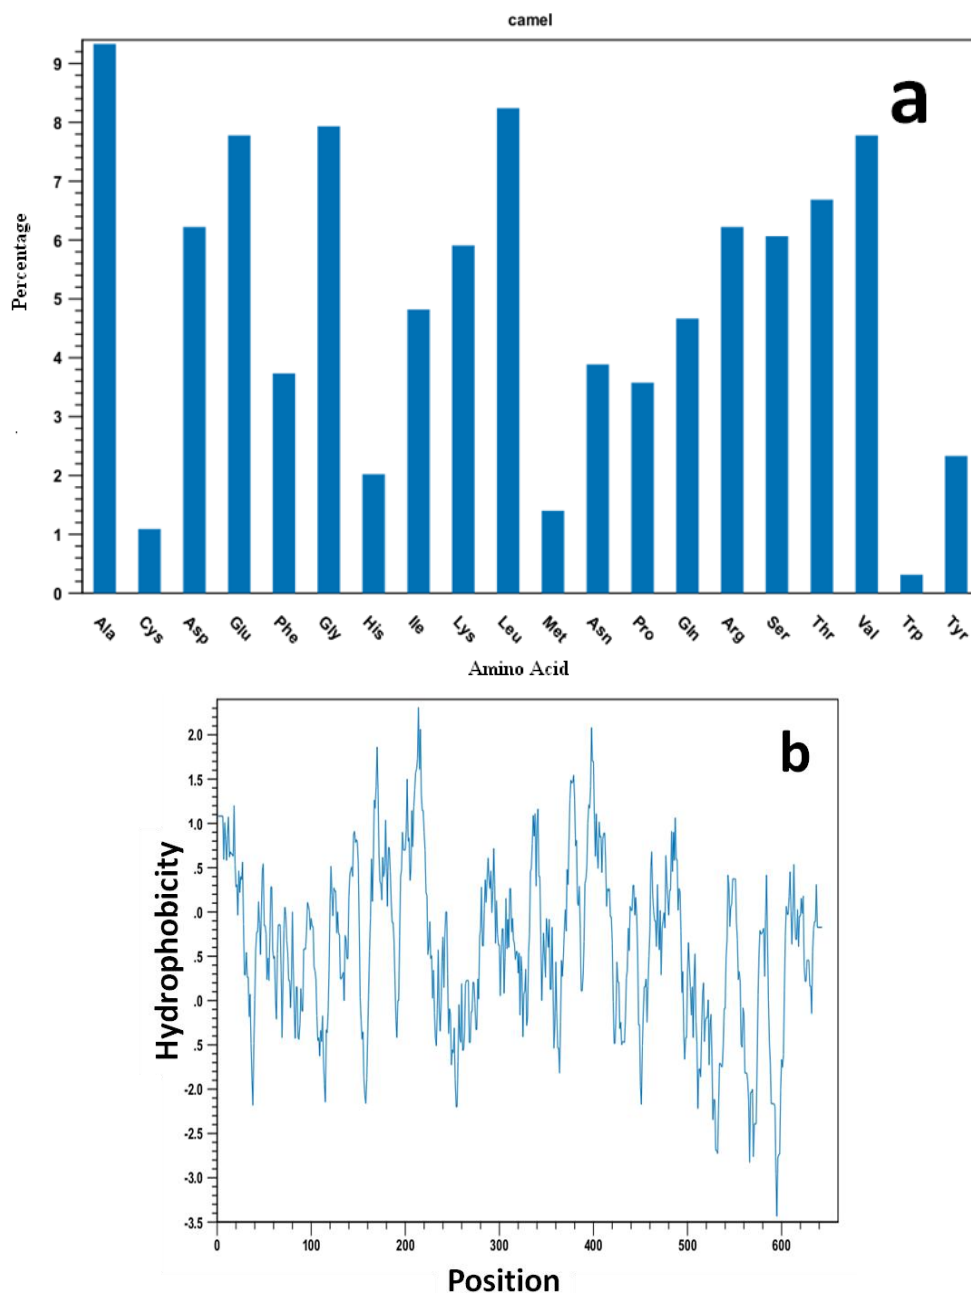 camel
a
9
8
7
6
5
4
3
2
1
0
Percentage
Ala Cys Asp Glu Phe Gly His Ile Lys Leu Met Asn Pro Gln Arg Ser Thr Val Trp Tyr
Amino Acid
b
2.0
1.5
1.0
.5
.0
.5
.0
.5
-2.0
-2.5
-3.0
-3.5
Hydrophobicity
0 100 200 300 400 500 600
Position